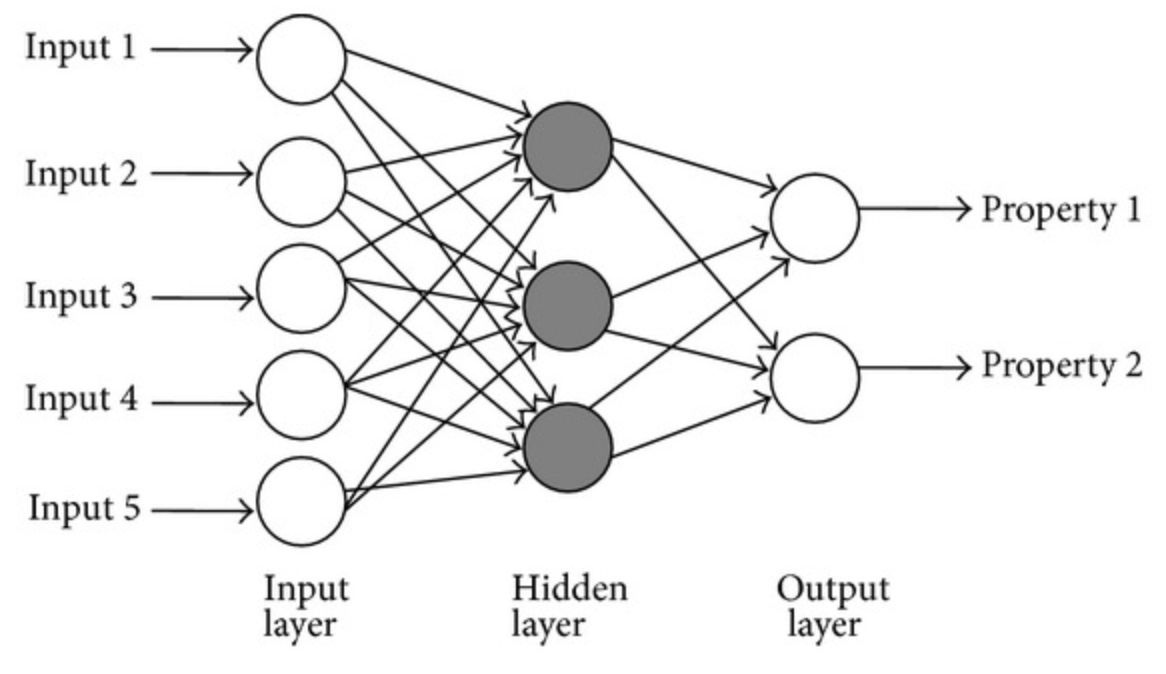 Input 1
Input 2
Input 3
Input 4
Input 5
Property 1
Property 2
Input
layer
Hidden
layer
Output
layer